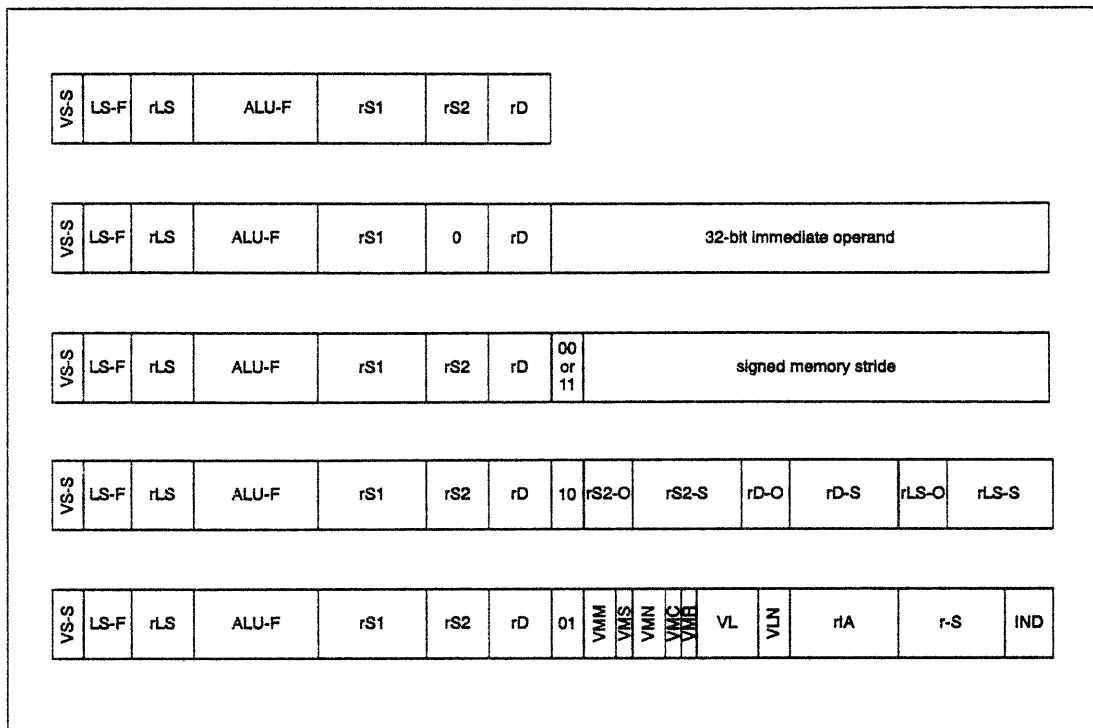 VS-S LS-F rLS ALU-F rS1 rS2 rD
VS-S LS-F rLS ALU-F rS1 0 rD 32-bit immediate operand
VS-S LS-F rLS ALU-F rS1 rS2 rD 00 or 11 signed memory stride
VS-S LS-F rLS ALU-F rS1 rS2 rD 10 rS2-O rS2-S rD-O rD-S rLS-O rLS-S
VS-S LS-F rLS ALU-F rS1 rS2 rD 01 VMM VMS VMN VMC VMR VL VLN rIA r-S IND